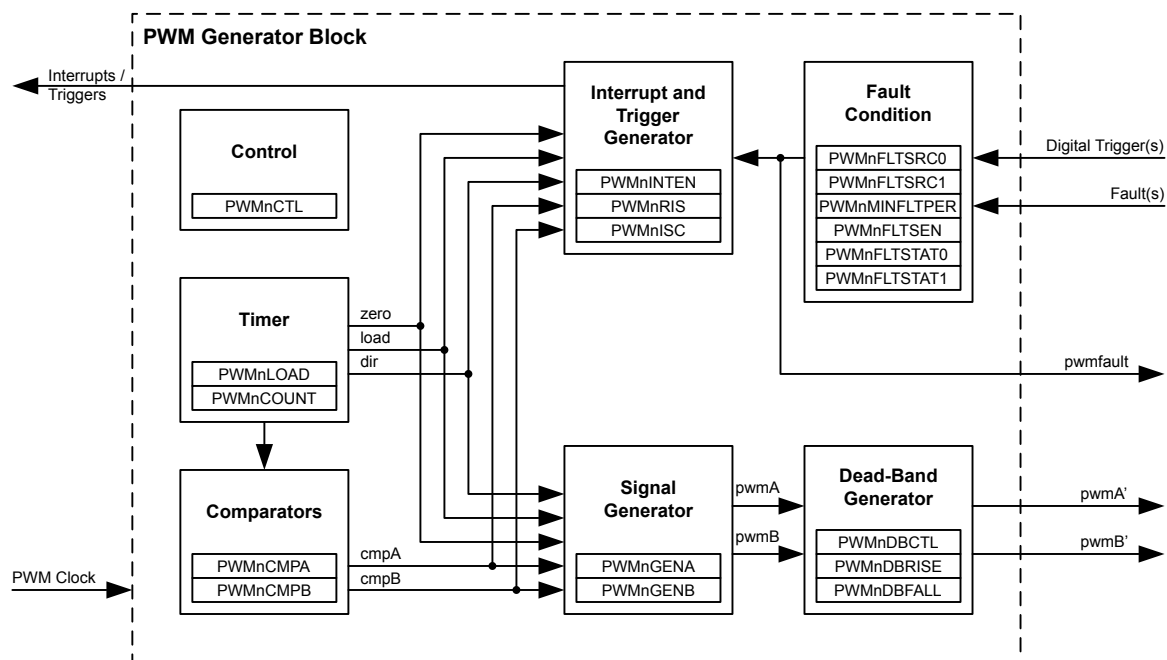 PWM Generator Block
Interrupts /
Triggers
Control
PWMnCTL
Interrupt and
Trigger
Generator
PWMnINTEN
PWMnRIS
PWMnISC
Fault
Condition
PWMnFLTSRC0
PWMnFLTSRC1
PWMnMINFLTPER
PWMnFLTSEN
PWMnFLTSTAT0
PWMnFLTSTAT1
Digital Trigger(s)
Fault(s)
Timer
PWMnLOAD
PWMnCOUNT
zero
load
dir
pwmfault
Comparators
PWMnCMPA
PWMnCMPB
cmpA
cmpB
Signal
Generator
PWMnGENA
PWMnGENB
pwmA
pwmB
Dead-Band
Generator
PWMnDBCTL
PWMnDBRISE
PWMnDBFALL
pwmA’
pwmB’
PWM Clock